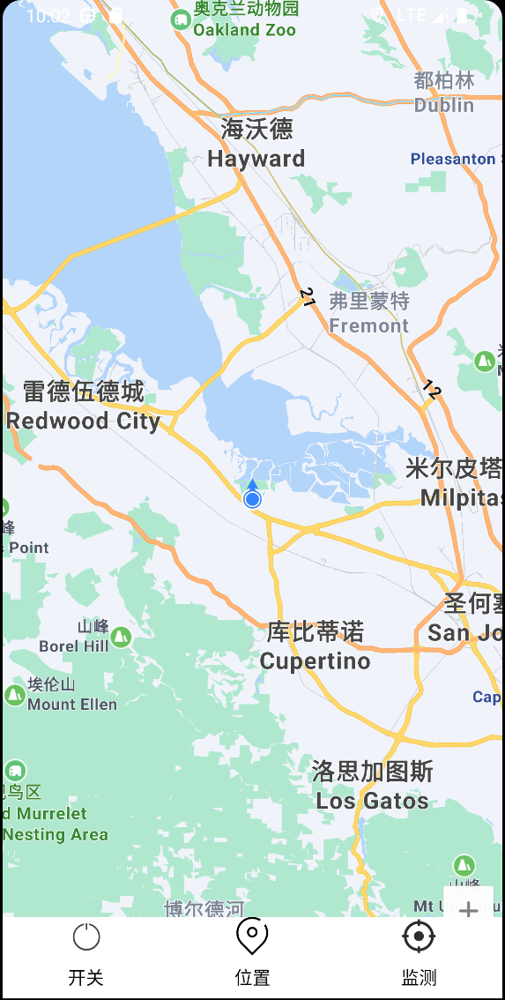 10:02
LTE
奥克兰动物园
Oakland Zoo
都柏林
Dublin
海沃德
Hayward
Pleasanton
21
弗里蒙特
Fremont
雷德伍德城
Redwood City
12
米尔皮塔
Milpitas
峰
s Point
圣何塞
San Jo
山峰
Borel Hill
库比蒂诺
Cupertino
埃伦山
Mount Ellen
Cap
洛思加图斯
Los Gatos
鸟区
d Murrelet
Nesting Area
山峰
Mt Um
hu
博尔德河
+
开关
位置
监测